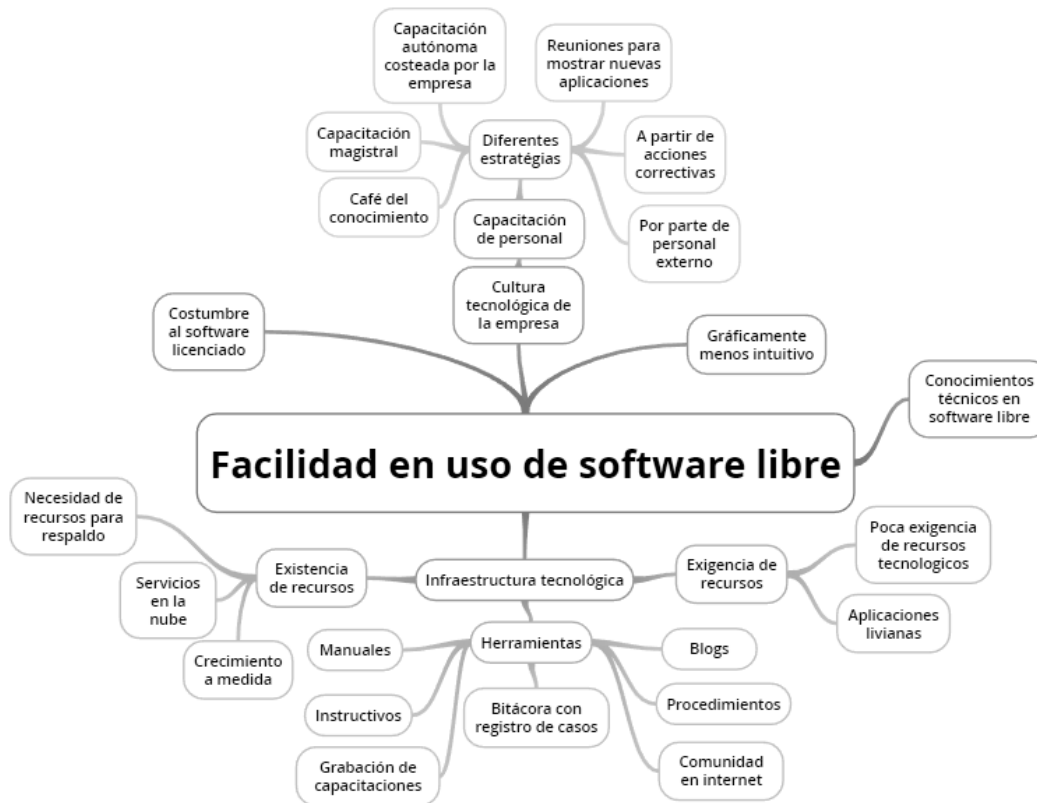 Capacitación
autónoma
costeada por la
empresa
Reuniones para
mostrar nuevas
aplicaciones
Capacitación
magistral
Diferentes
estratégias
A partir de
acciones
correctivas
Café del
conocimiento
Capacitación
de personal
Por parte de
personal
externo
Cultura
tecnológica de
la empresa
Costumbre
al software
licenciado
Gráficamente
menos intuitivo
Conocimientos
técnicos en
software libre
Facilidad en uso de software libre
Necesidad de
recursos para
respaldo
Existencia
de recursos
Servicios
en la
nube
Crecimiento
a medida
Infraestructura tecnológica
Exigencia de
recursos
Poca exigencia
de recursos
tecnologicos
Aplicaciones
livianas
Herramientas
Manuales
Instructivos
Grabación de
capacitaciones
Bitácora con
registro de casos
Blogs
Procedimientos
Comunidad
en internet